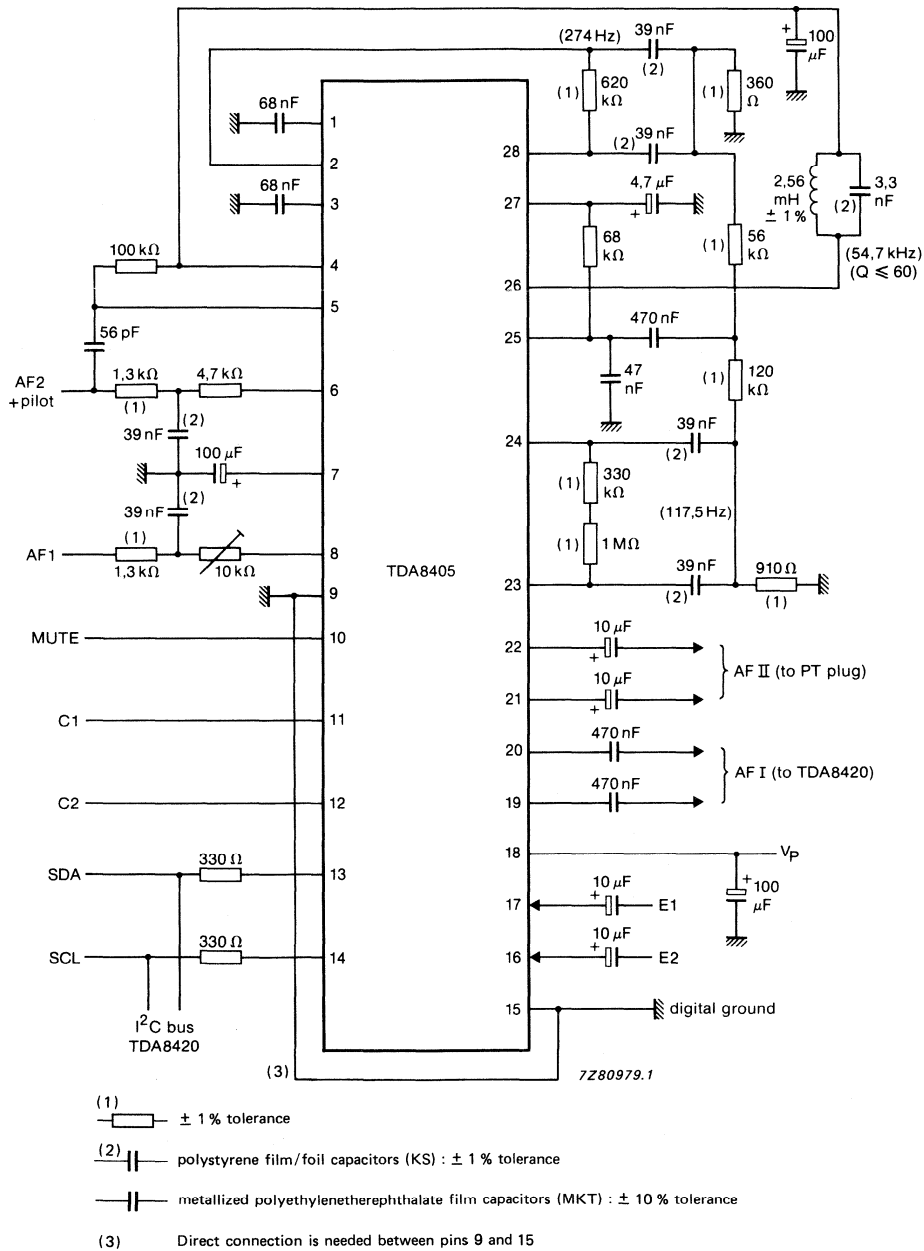 100
μF
+
(274 Hz)
39 nF
(2)
(1)
620
kΩ
(1)
360
Ω
68 nF
1
(2)
39 nF
28
2
68 nF
3
27
4,7 μF
+
2,56
mH
± 1%
(2)
3,3
nF
100 kΩ
4
68
kΩ
(1)
56
kΩ
(54,7 kHz)
(Q ≤ 60)
26
5
56 pF
470 nF
25
AF2
+pilot
1,3 kΩ
(1)
4,7 kΩ
6
47
nF
(1)
120
kΩ
(2)
39 nF
39 nF
24
(2)
100 μF
+
7
(1)
330
kΩ
(2)
39 nF
(117,5 Hz)
AF1
(1)
1,3 kΩ
10 kΩ
8
TDA8405
(1)
1 MΩ
39 nF
(2)
910 Ω
(1)
23
9
MUTE
10
22
10 μF
+
AF II (to PT plug)
21
10 μF
+
C1
11
20
470 nF
AF I (to TDA8420)
19
470 nF
C2
12
18
VP
+
100
μF
SDA
330 Ω
13
17
10 μF
+
E1
SCL
330 Ω
14
16
10 μF
+
E2
15
digital ground
I2C bus
TDA8420
(3)
7Z80979.1
(1)
± 1 % tolerance
(2)
polystyrene film/foil capacitors (KS) : ± 1 % tolerance
metallized polyethylenetherephthalate film capacitors (MKT) : ± 10 % tolerance
(3) Direct connection is needed between pins 9 and 15